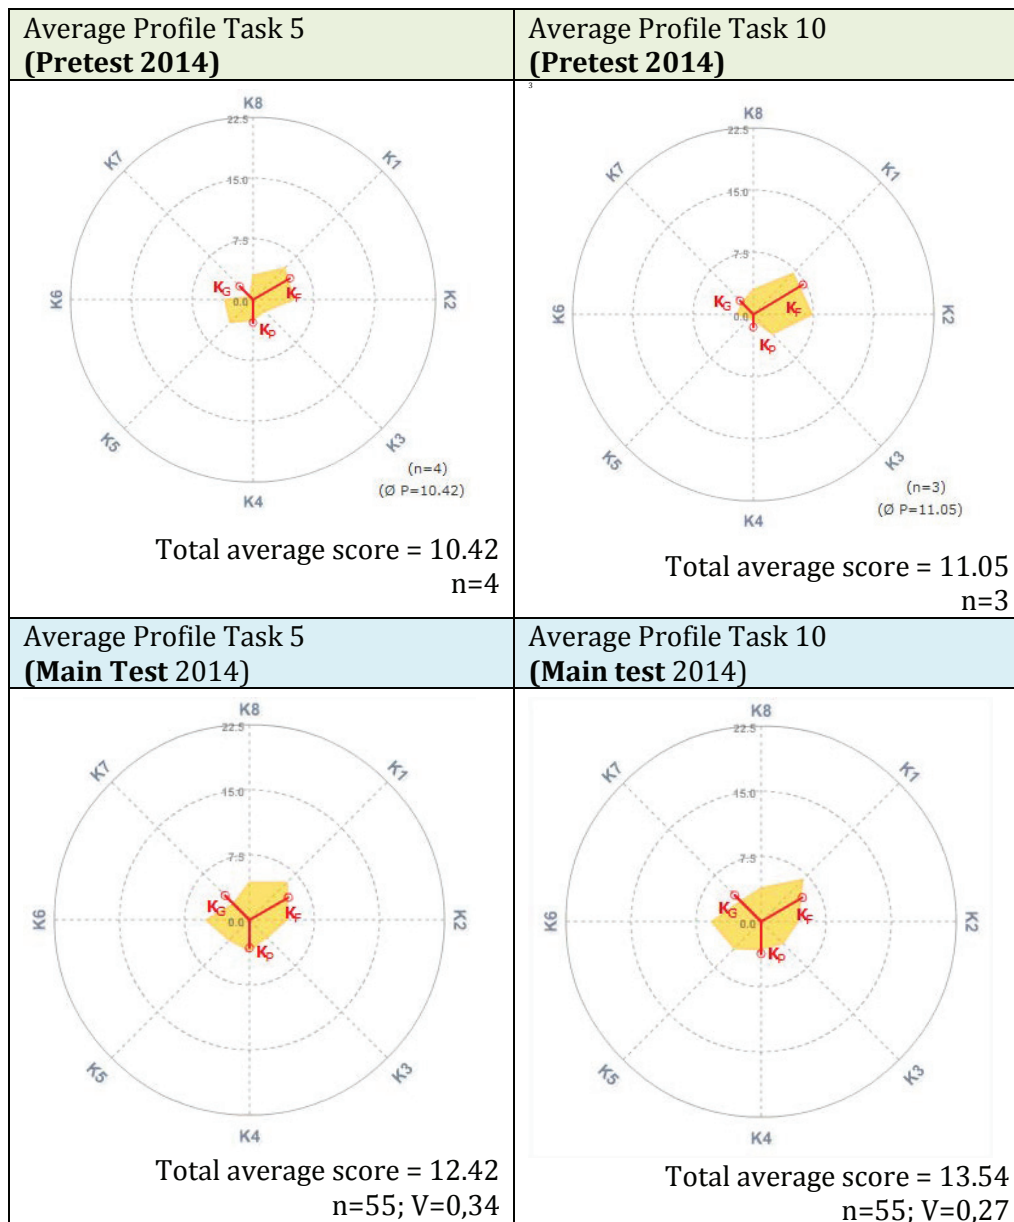 Average Profile Task 5
(Pretest 2014)
Average Profile Task 10
(Pretest 2014)
3
K8
22.5
K7
K1
15.0
7.5
K6
KG
0.0
KF
K2
KP
K5
K3
(n=4)
(Ø P=10.42)
K4
Total average score = 10.42
n=4
K8
22.5
K7
K1
15.0
7.5
K6
KG
0.0
KF
K2
KP
K5
K3
(n=3)
(Ø P=11.05)
K4
Total average score = 11.05
n=3
Average Profile Task 5
(Main Test 2014)
Average Profile Task 10
(Main test 2014)
K8
22.5
K7
K1
15.0
7.5
K6
KG
0.0
KF
K2
KP
K5
K3
K4
Total average score = 12.42
n=55; V=0,34
K8
22.5
K7
K1
15.0
7.5
K6
KG
0.0
KF
K2
KP
K5
K3
K4
Total average score = 13.54
n=55; V=0,27